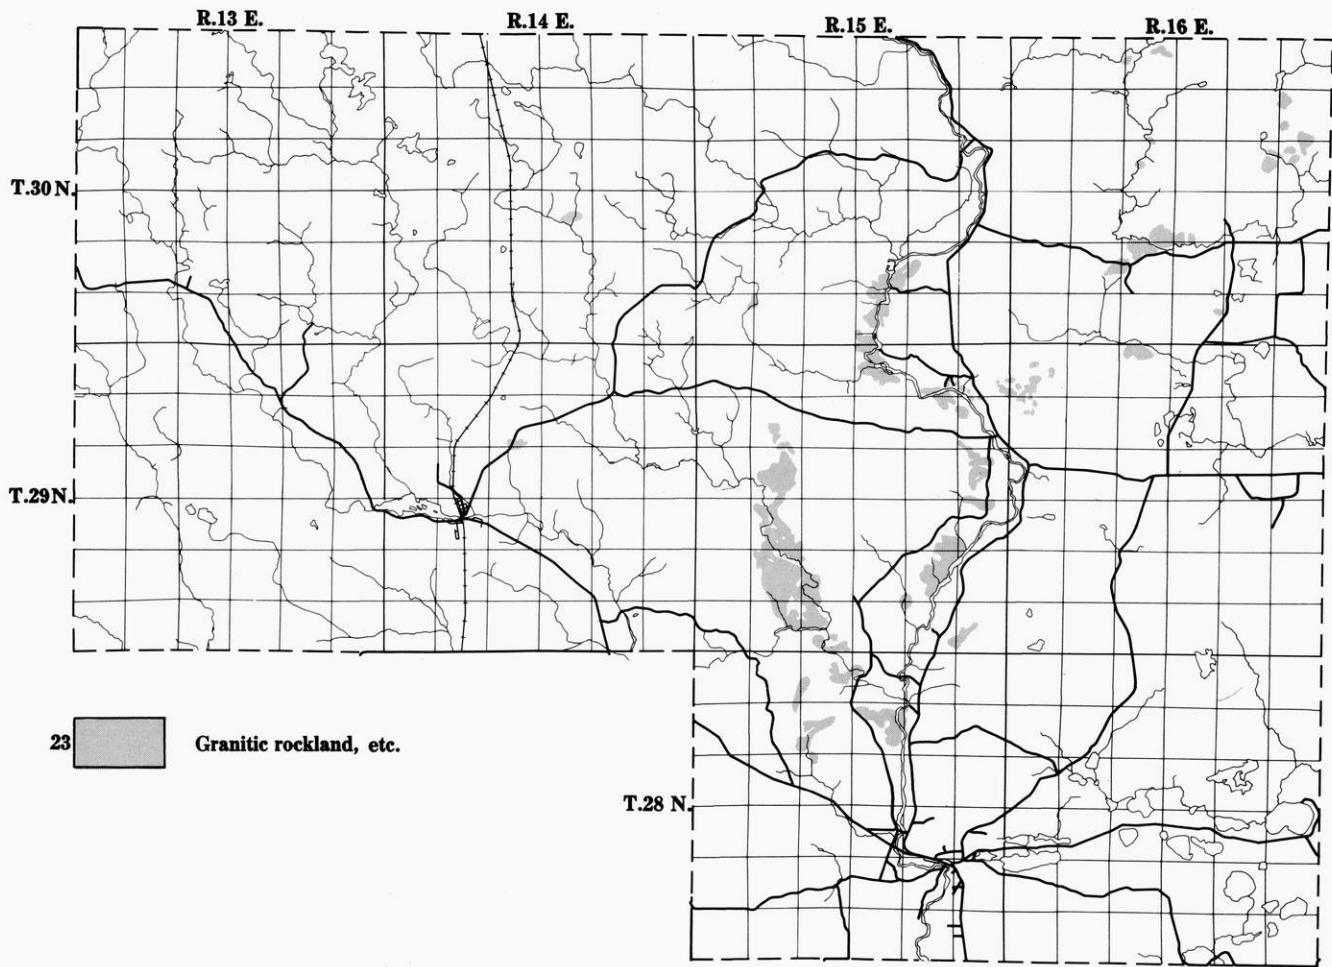 R.13 E. R.14 E. R.15 E. R.16 E.
T.30 N.
T.29 N.
23 Granitic rockland, etc.
T.28 N.